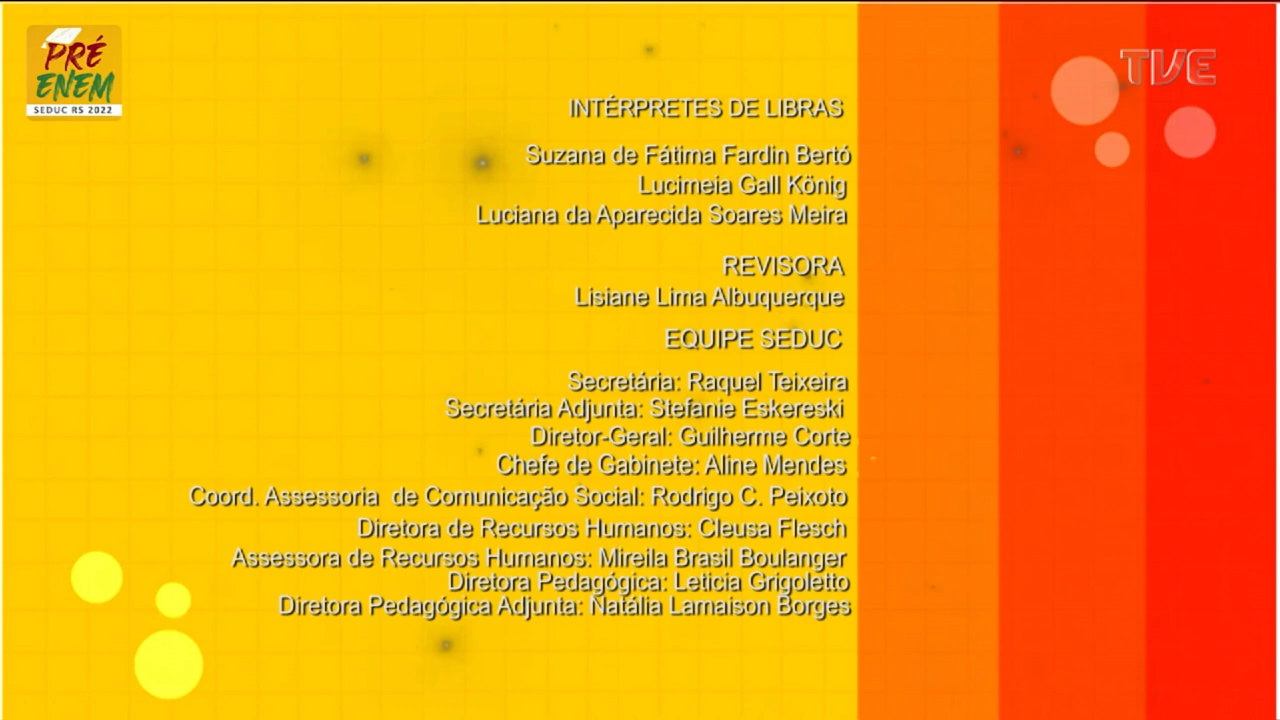 PRÉ
ENEM
SEDUC RS 2022
TVE
INTÉRPRETES DE LIBRAS
Suzana de Fátima Fardin Bertó
Lucimeia Gall König
Luciana da Aparecida Soares Meira
REVISORA
Lisiane Lima Albuquerque
EQUIPE SEDUC
Secretária: Raquel Teixeira
Secretária Adjunta: Stefanie Eskereski
Diretor-Geral: Guilherme Corte
Chefe de Gabinete: Aline Mendes
Coord. Assessoria de Comunicação Social: Rodrigo C. Peixoto
Diretora de Recursos Humanos: Cleusa Flesch
Assessora de Recursos Humanos: Mireila Brasil Boulanger
Diretora Pedagógica: Leticia Grigoletto
Diretora Pedagógica Adjunta: Natália Lamaison Borges